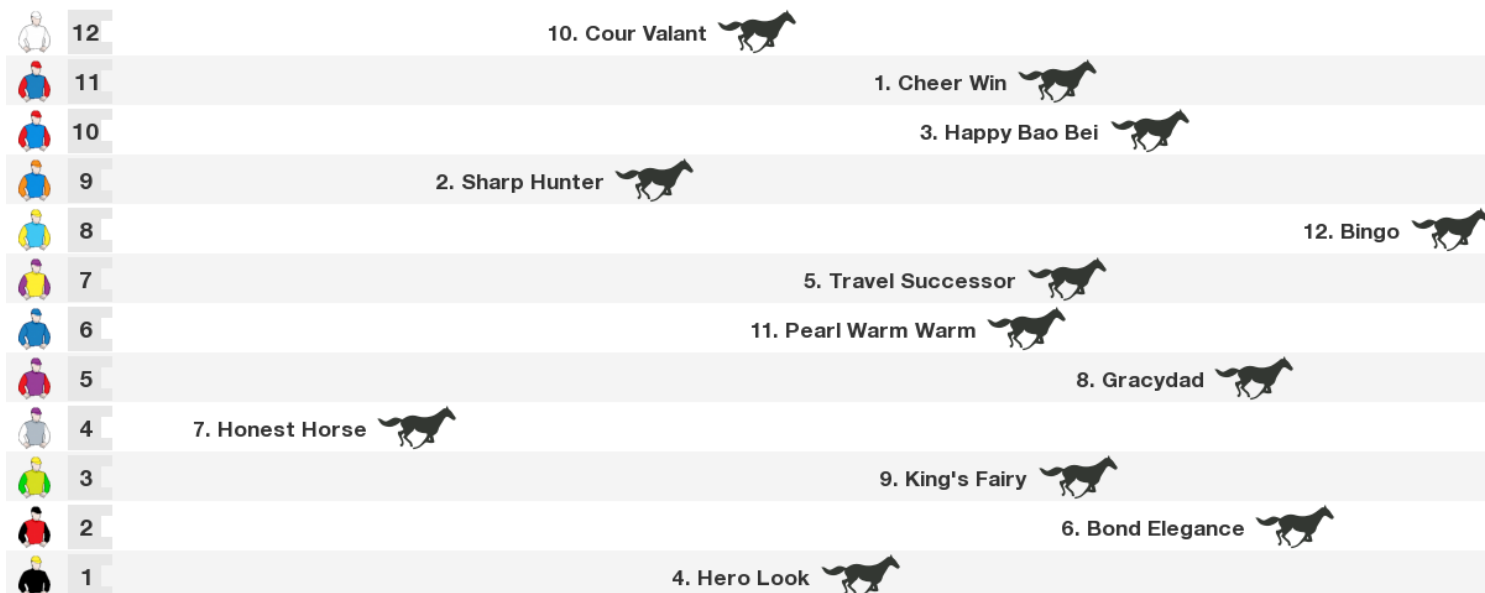 12 10. Cour Valant
11 1. Cheer Win
10 3. Happy Bao Bei
9 2. Sharp Hunter
8 12. Bingo
7 5. Travel Successor
6 11. Pearl Warm Warm
5 8. Gracydad
4 7. Honest Horse
3 9. King's Fairy
2 6. Bond Elegance
1 4. Hero Look